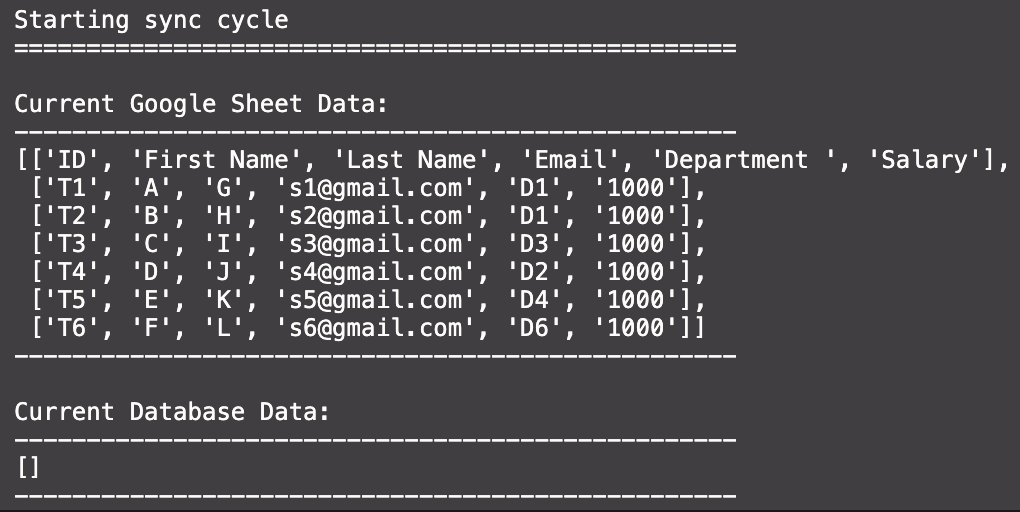 Starting sync cycle
==================================================
Current Google Sheet Data:
--------------------------------------------------
[['ID', 'First Name', 'Last Name', 'Email', 'Department ', 'Salary'],
 ['T1', 'A', 'G', 's1@gmail.com', 'D1', '1000'],
 ['T2', 'B', 'H', 's2@gmail.com', 'D1', '1000'],
 ['T3', 'C', 'I', 's3@gmail.com', 'D3', '1000'],
 ['T4', 'D', 'J', 's4@gmail.com', 'D2', '1000'],
 ['T5', 'E', 'K', 's5@gmail.com', 'D4', '1000'],
 ['T6', 'F', 'L', 's6@gmail.com', 'D6', '1000']]
--------------------------------------------------
Current Database Data:
--------------------------------------------------
[]
--------------------------------------------------